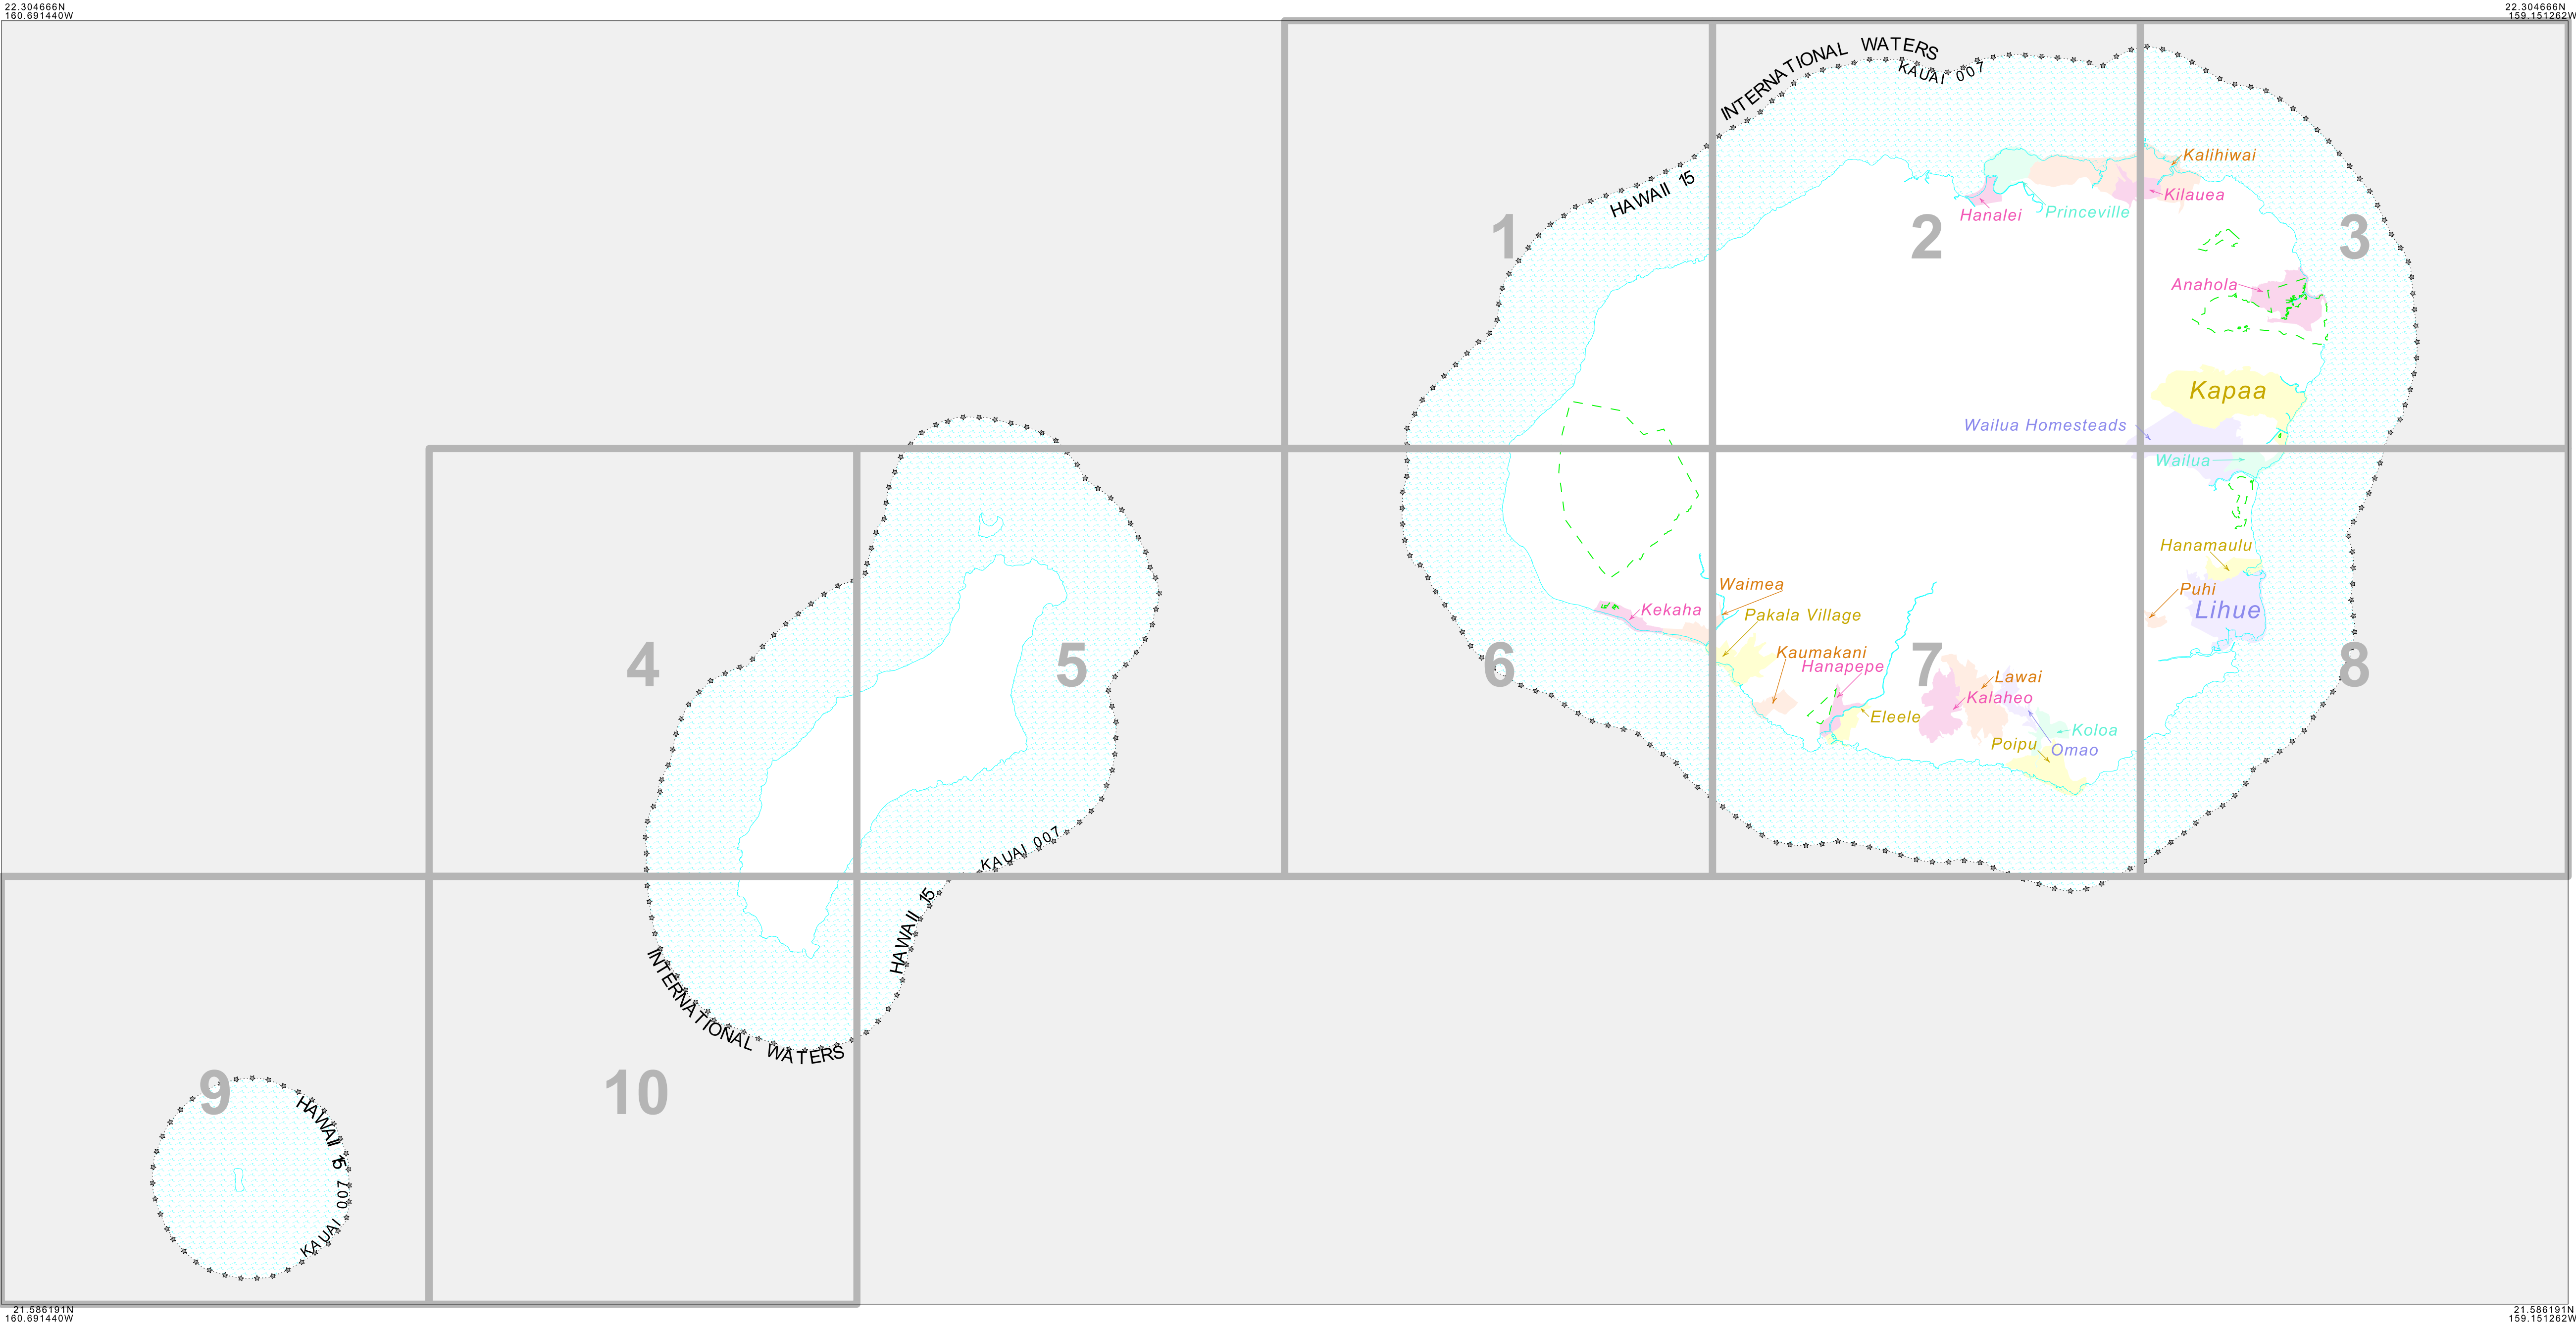 22.304666N
160.691440W
22.304666N
159.151262W
INTERNATIONAL WATERS
KAUAI 007
HAWAII 15
Kalihiwai
Kilauea
Hanalei
Princeville
1
2
3
Anahola
Kapaa
Wailua Homesteads
Wailua
Hanamaulu
Waimea
Puhi
Kekaha
Lihue
Pakala Village
Kaumakani
Hanapepe
4
5
6
7
8
Lawai
Kalaheo
Eleele
Koloa
Poipu
Omao
KAUAI 007
HAWAII 15
INTERNATIONAL WATERS
9
10
HAWAII 15
KAUAI 007
21.586191N
160.691440W
21.586191N
159.151262W